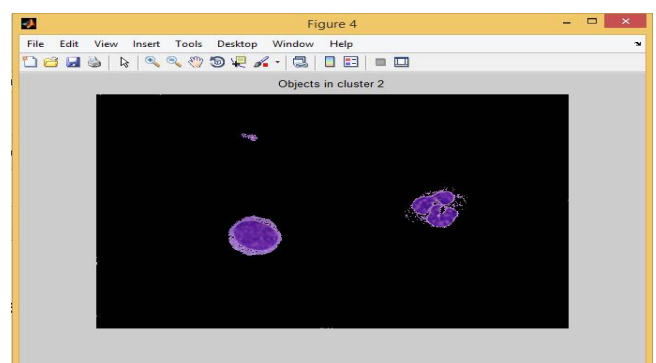 Figure 4
File Edit View Insert Tools Desktop Window Help
Objects in cluster 2